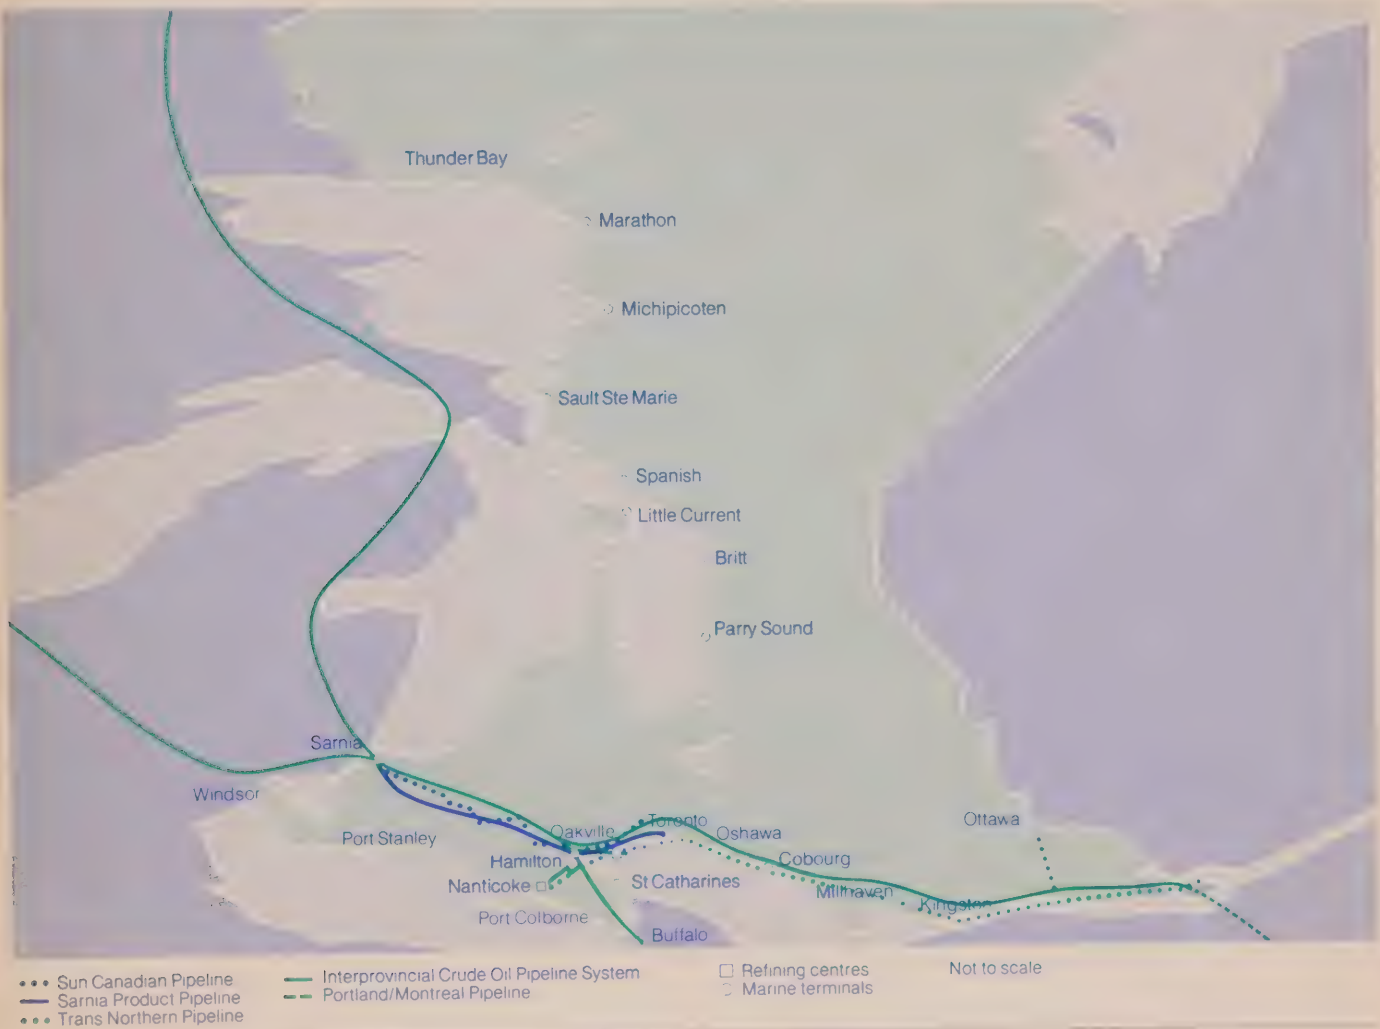 Thunder Bay
Marathon
Michipicoten
Sault Ste Marie
Spanish
Little Current
Britt
Parry Sound
Sarnia
Windsor
Port Stanley
Oakville
Toronto
Oshawa
Ottawa
Hamilton
Cobourg
Nanticoke
St Catharines
Millhaven
Kingston
Port Colborne
Buffalo
Sun Canadian Pipeline
Sarnia Product Pipeline
Trans Northern Pipeline
Interprovincial Crude Oil Pipeline System
Portland/Montreal Pipeline
Refining centres
Marine terminals
Not to scale